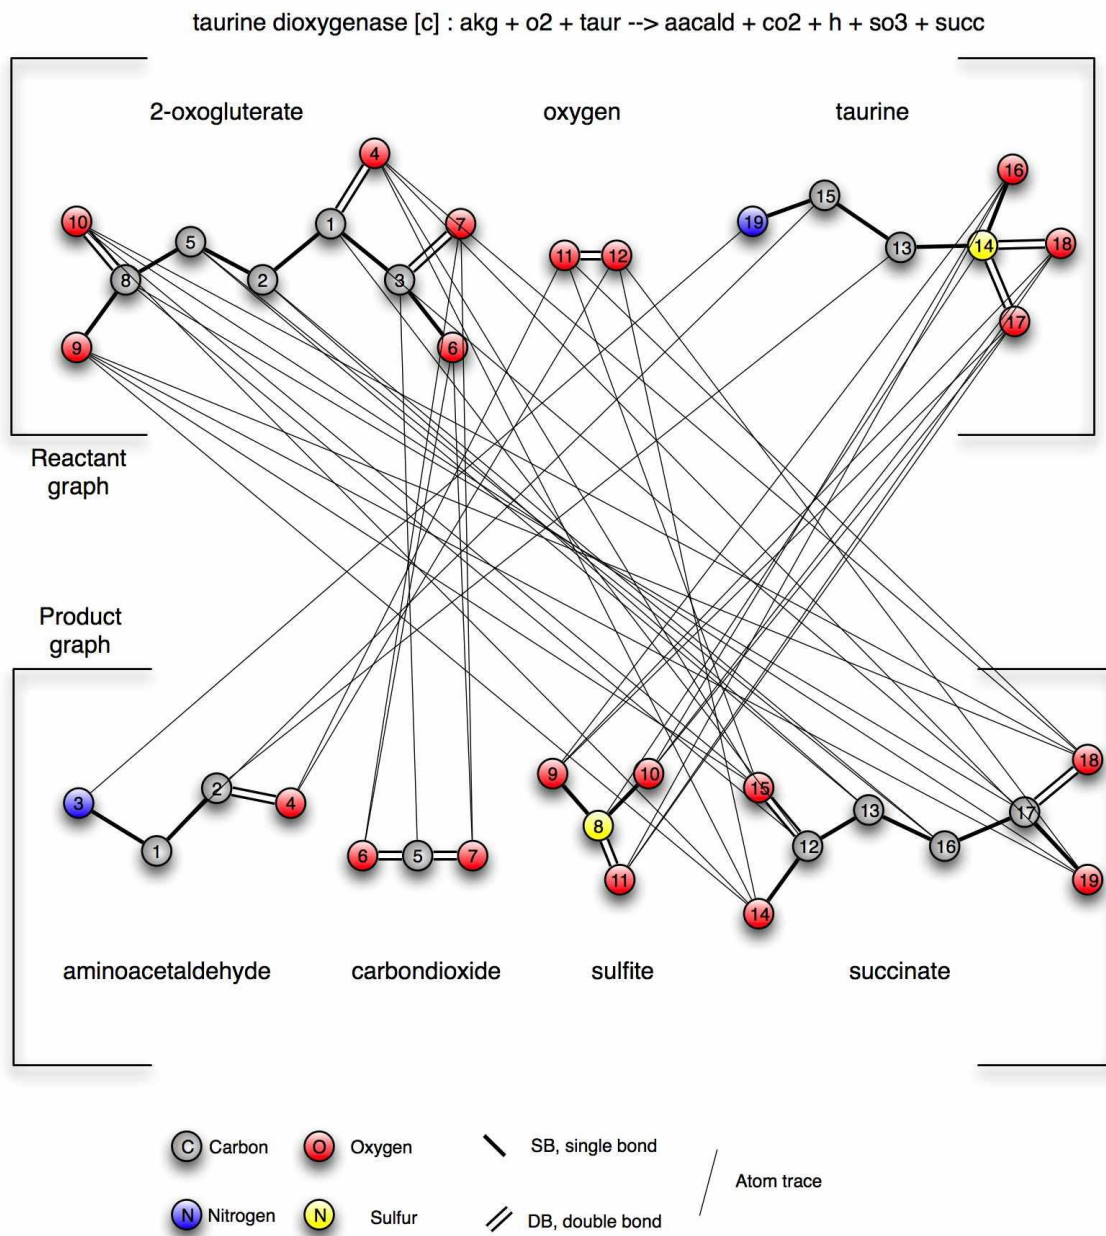 taurine dioxygenase [c] : akg + o2 + taur --> aacald + co2 + h + so3 + succ
2-oxogluterate
oxygen
taurine
4
16
15
10
7
19
1
5
13
14
18
11
12
8
2
3
17
9
6
Reactant
graph
Product
graph
18
9
10
15
2
3
4
13
17
8
12
16
1
6
5
7
11
19
14
aminoacetaldehyde
carbondioxide
sulfite
succinate
C Carbon
O Oxygen
SB, single bond
Atom trace
N Nitrogen
N Sulfur
DB, double bond